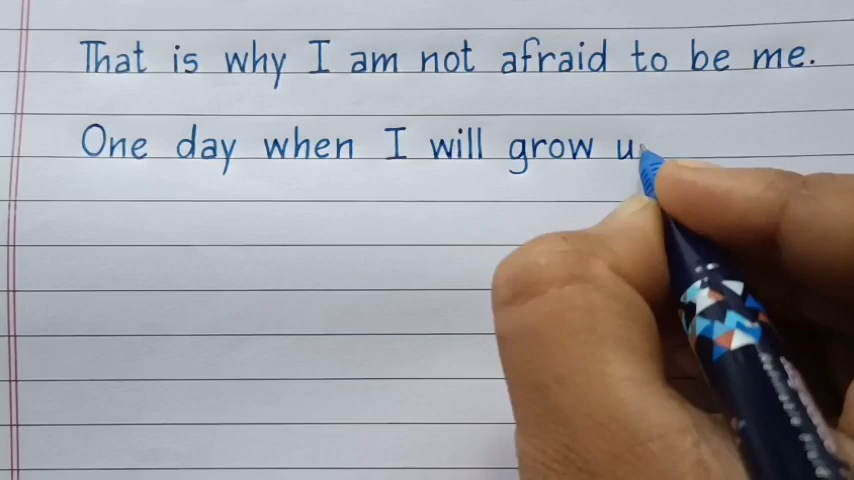 That is why I am not afraid to be me.
One day when I will grow u